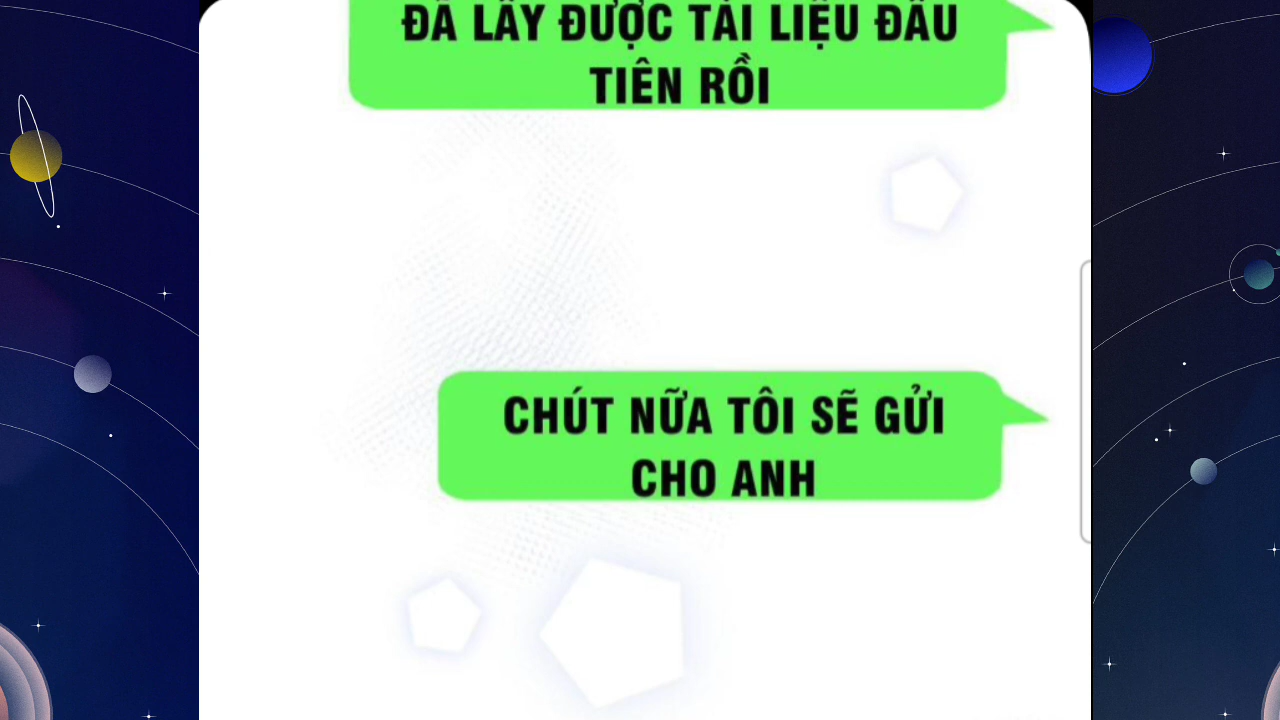 ĐÃ LẤY ĐƯỢC TÀI LIỆU ĐẦU
TIÊN RỒI
CHÚT NỮA TÔI SẼ GỬI
CHO ANH